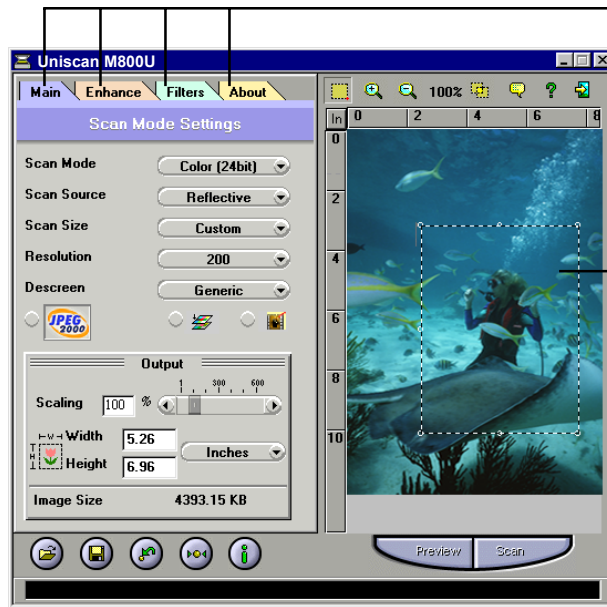 Uniscan M800U
Main Enhance Filters About
100% ?
Scan Mode Settings
In 0 2 4 6 8
Scan Mode Color (24bit)
Scan Source Reflective
Scan Size Custom
Resolution 200
Descreen Generic
JPEG 2000
0
2
4
6
8
10
Output
1 300 600
Scaling 100 %
W Width 5.26
H Height 6.96
Inches
Image Size 4393.15 KB
i
Preview Scan